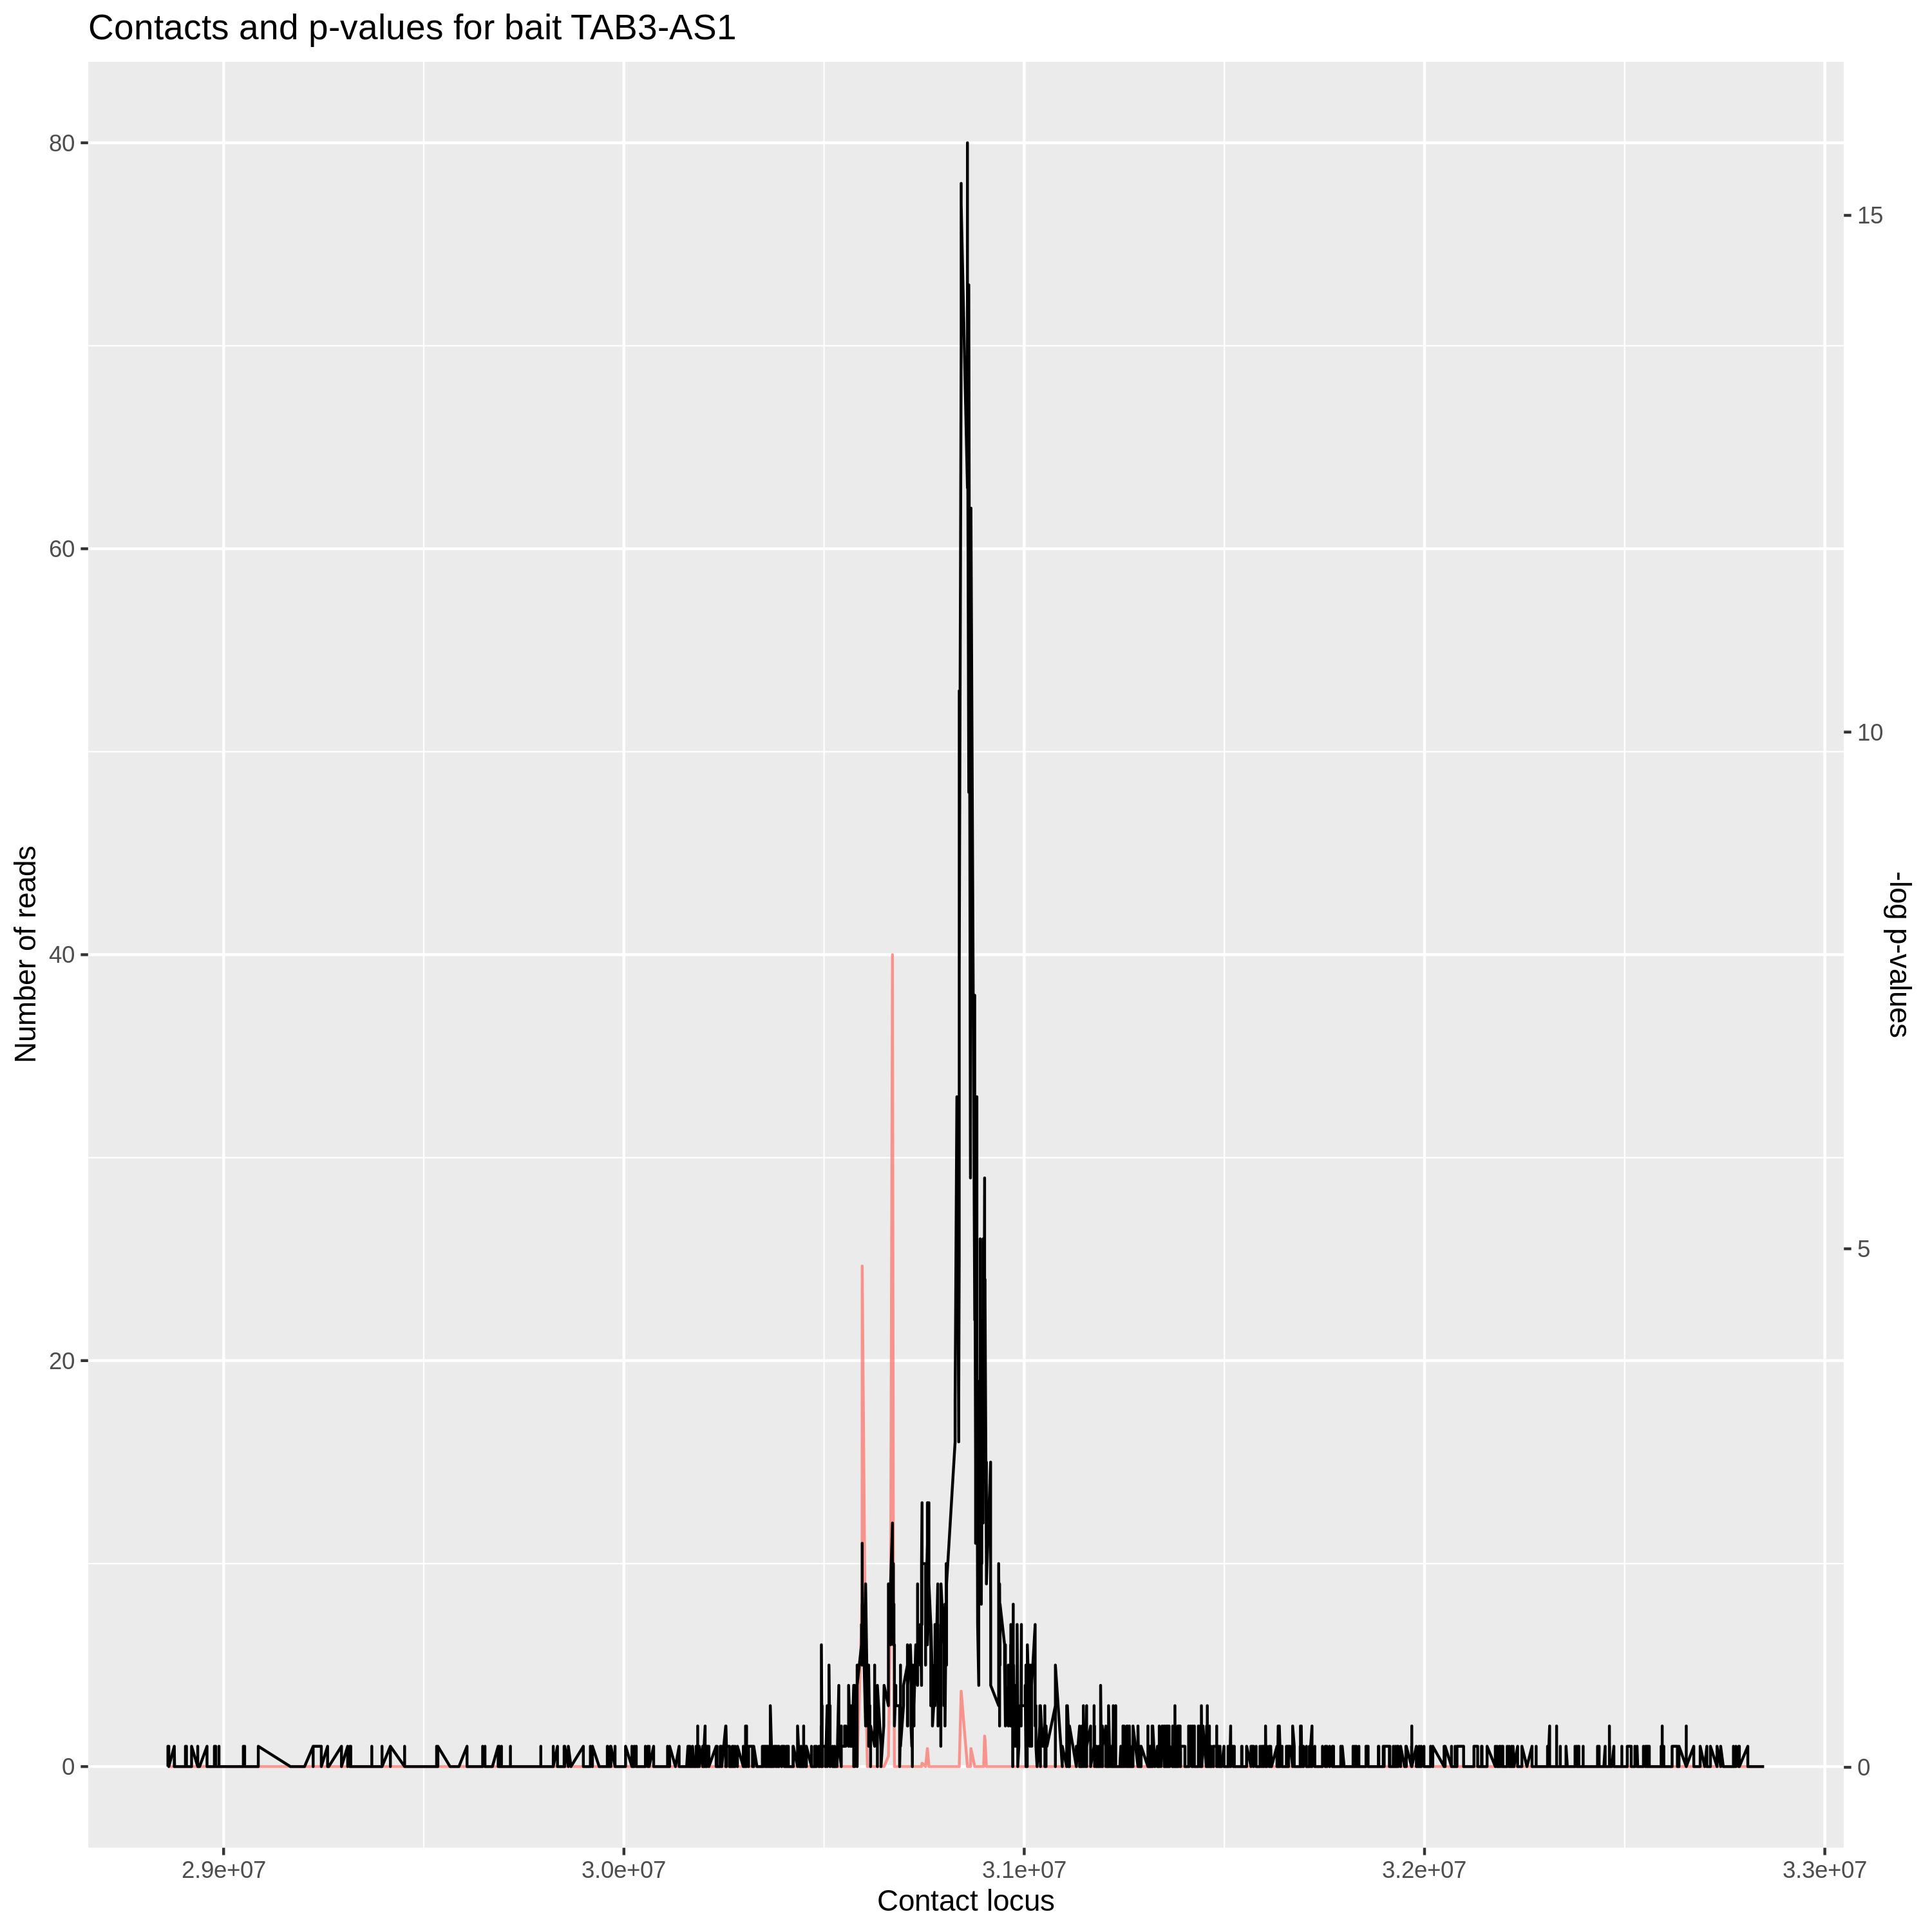 Contacts and p-values for bait TAB3-AS1
80
60
40
20
0
Number of reads
15
10
5
0
-log p-values
2.9e+07
3.0e+07
3.1e+07
3.2e+07
3.3e+07
Contact locus